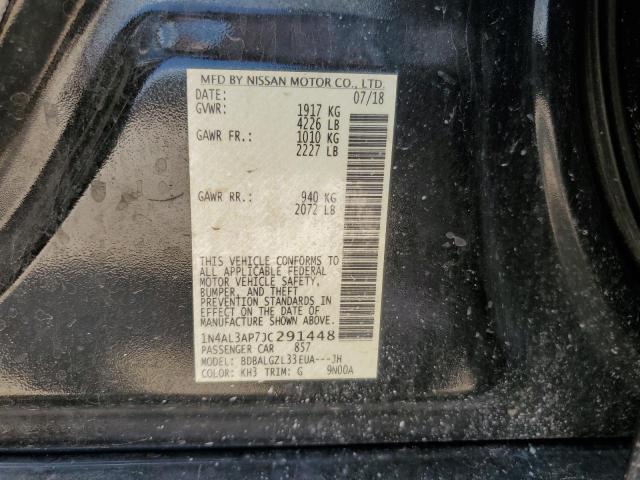 MFD BY NISSAN MOTOR CO., LTD.
DATE: 07/18
GVWR: 1917 KG
4226 LB
GAWR FR.: 1010 KG
2227 LB
GAWR RR.: 940 KG
2072 LB
THIS VEHICLE CONFORMS TO
ALL APPLICABLE FEDERAL
MOTOR VEHICLE SAFETY,
BUMPER, AND THEFT
PREVENTION STANDARDS IN
EFFECT ON THE DATE OF
MANUFACTURE SHOWN ABOVE.
1N4AL3AP7JC291448
PASSENGER CAR 857
MODEL: BDBALGZL33EUA---JH
COLOR: KH3 TRIM: G 9N00A